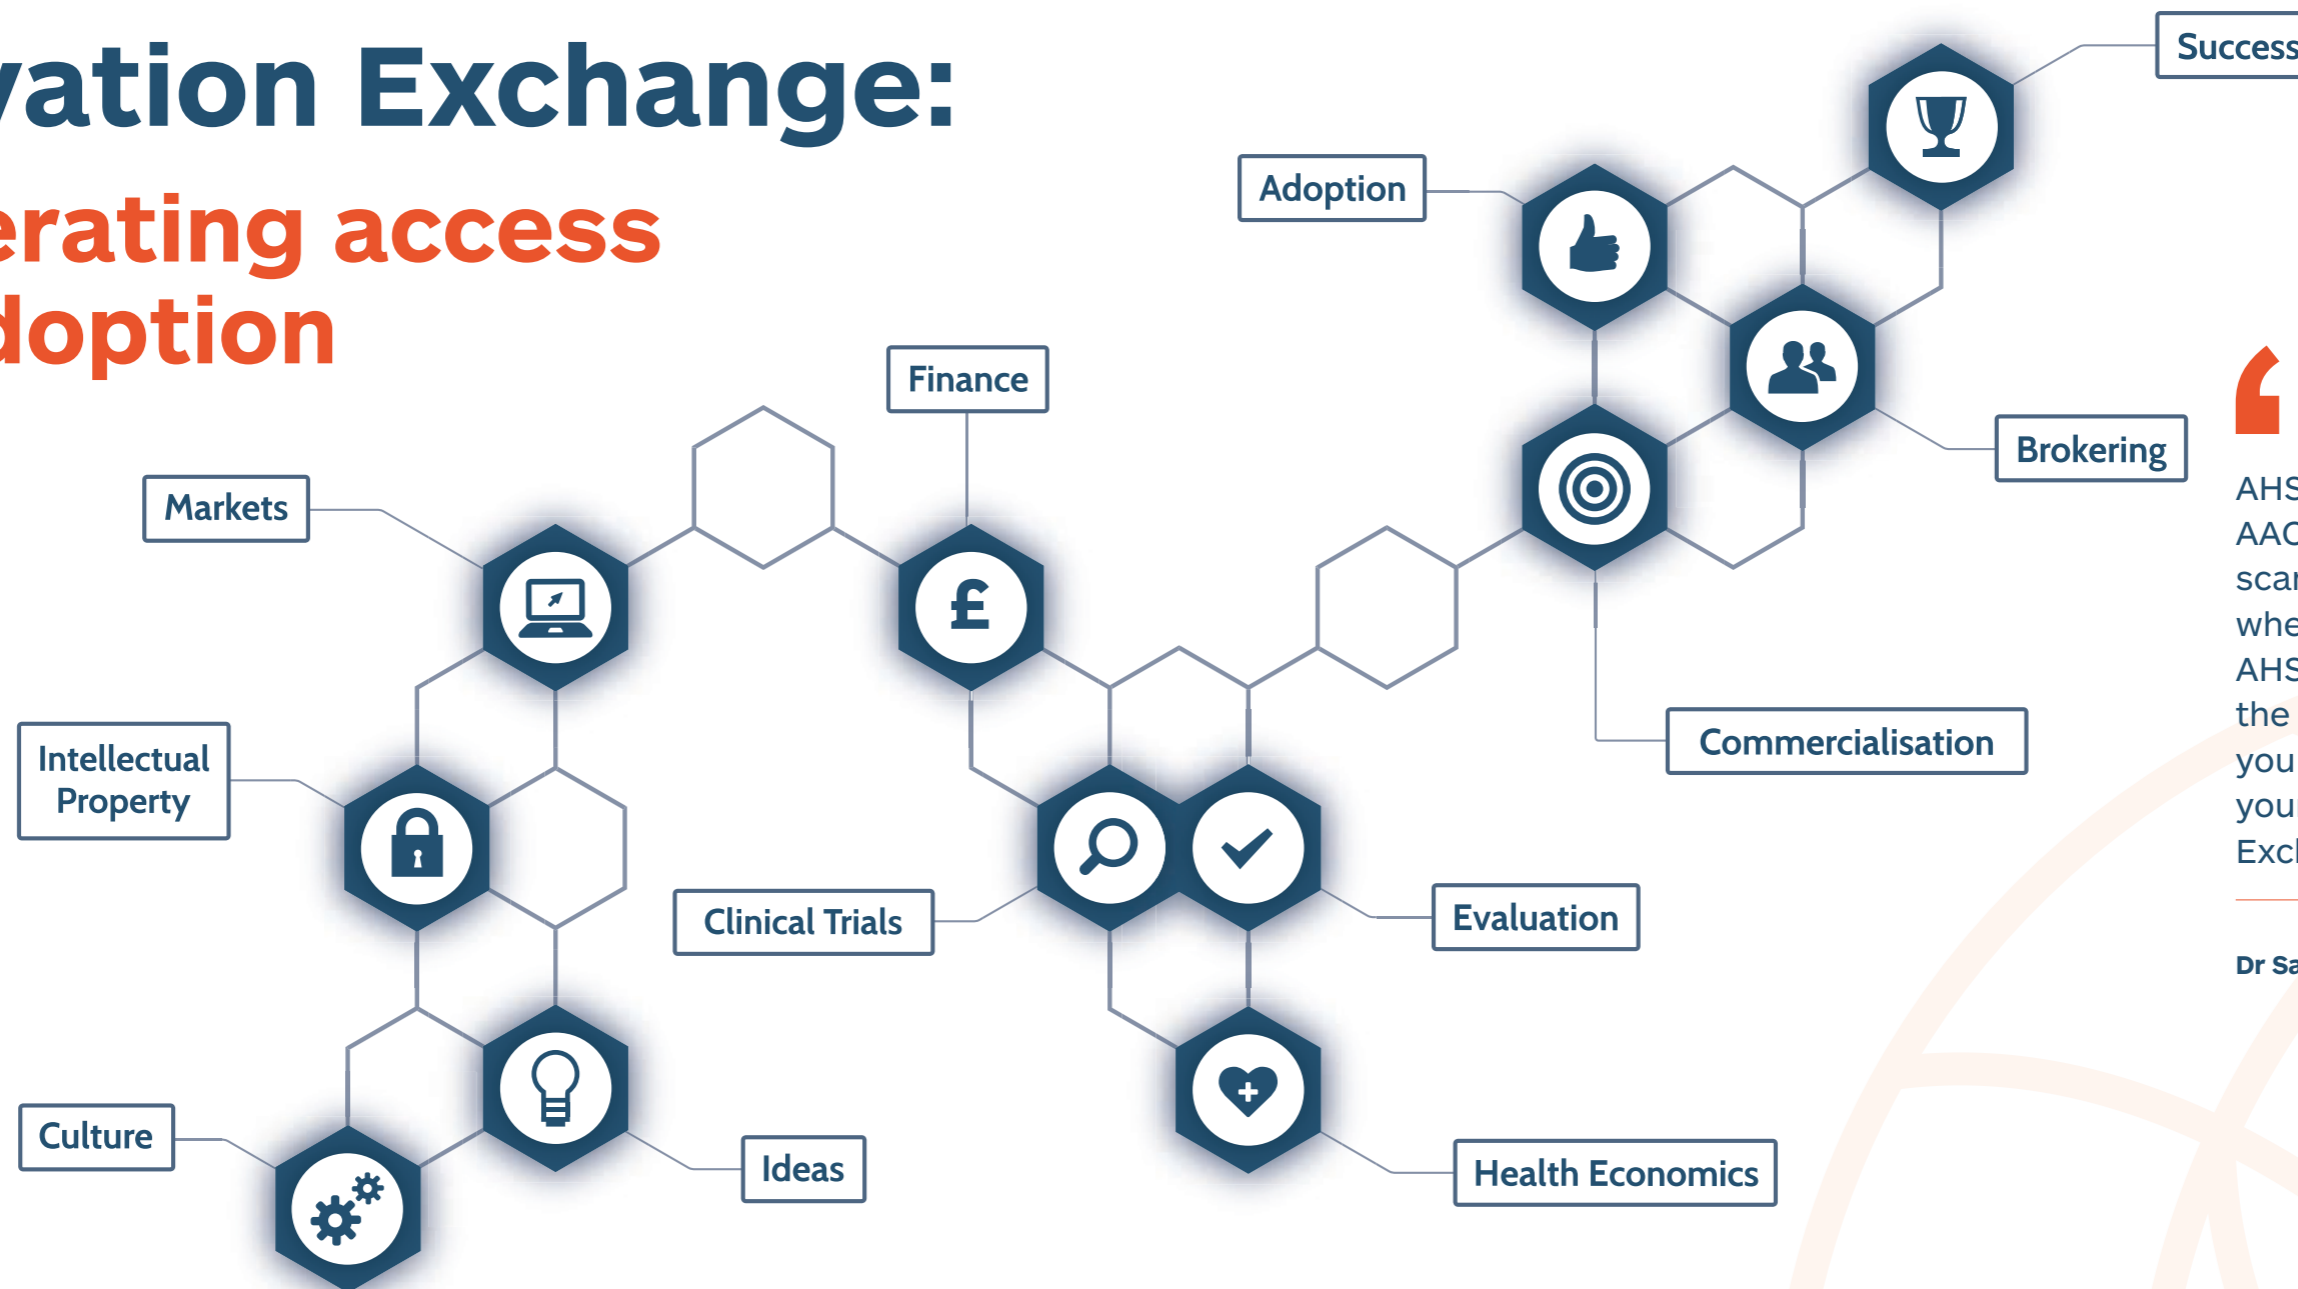 vation Exchange:
erating access
doption
Success
Adoption
Finance
Markets
Brokering
Intellectual
Property
Commercialisation
Clinical Trials
Evaluation
Culture
Ideas
Health Economics
£
AHS
AAC
scar
whe
AHS
the
you
your
Excl
Dr Sa